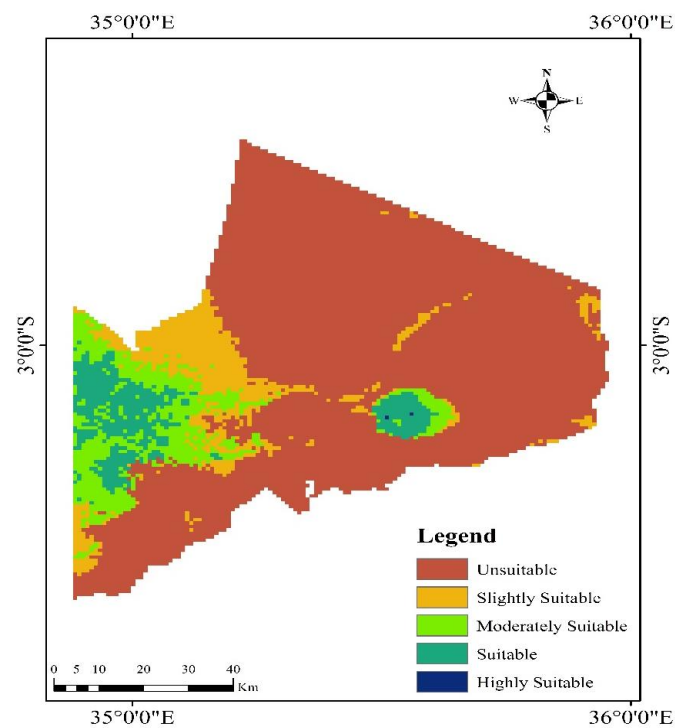 35°0'0"E 36°0'0"E
N
W E
S
3°0'0"S 3°0'0"S
Legend
Unsuitable
Slightly Suitable
Moderately Suitable
Suitable
Highly Suitable
0 5 10 20 30 40
Km
35°0'0"E 36°0'0"E